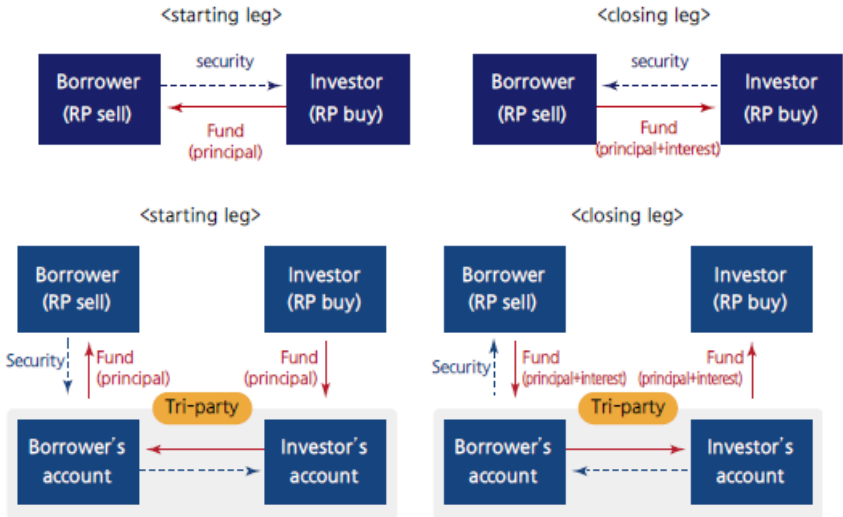 <starting leg>
<closing leg>
Borrower
(RP sell)
security
Fund
(principal)
Investor
(RP buy)
Borrower
(RP sell)
security
Fund
(principal+interest)
Investor
(RP buy)
<starting leg>
<closing leg>
Borrower
(RP sell)
Investor
(RP buy)
Security
Fund
(principal)
Fund
(principal)
Tri-party
Borrower's
account
Investor's
account
Borrower
(RP sell)
Investor
(RP buy)
Security
Fund
(principal+interest)
Fund
(principal+interest)
Tri-party
Borrower's
account
Investor's
account